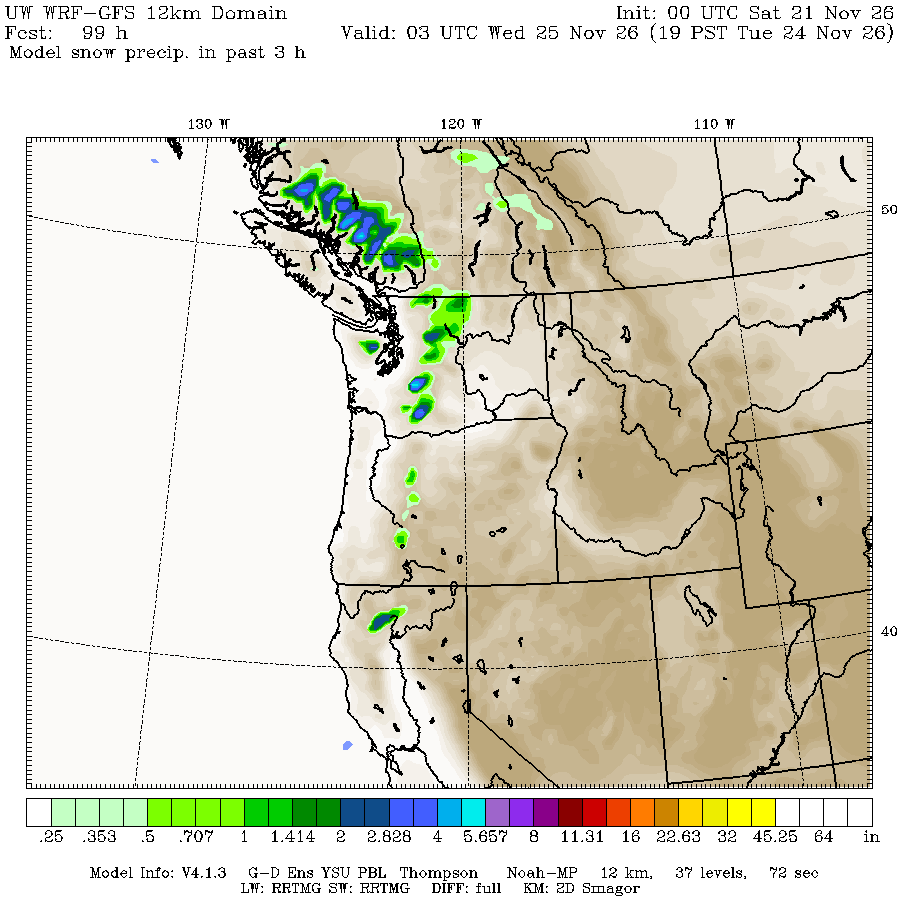 UW WRF-GFS 12km Domain Init: 00 UTC Sat 21 Nov 26
Fcst: 99 h Valid: 03 UTC Wed 25 Nov 26 (19 PST Tue 24 Nov 26)
Model snow precip. in past 3 h
130 W 120 W 110 W
50
40
.25 .353 .5 .707 1 1.414 2 2.828 4 5.657 8 11.31 16 22.63 32 45.25 64 in
Model Info: V4.1.3 G-D Ens YSU PBL Thompson Noah-MP 12 km, 37 levels, 72 sec
LW: RRTMG SW: RRTMG DIFF: full KM: 2D Smagor